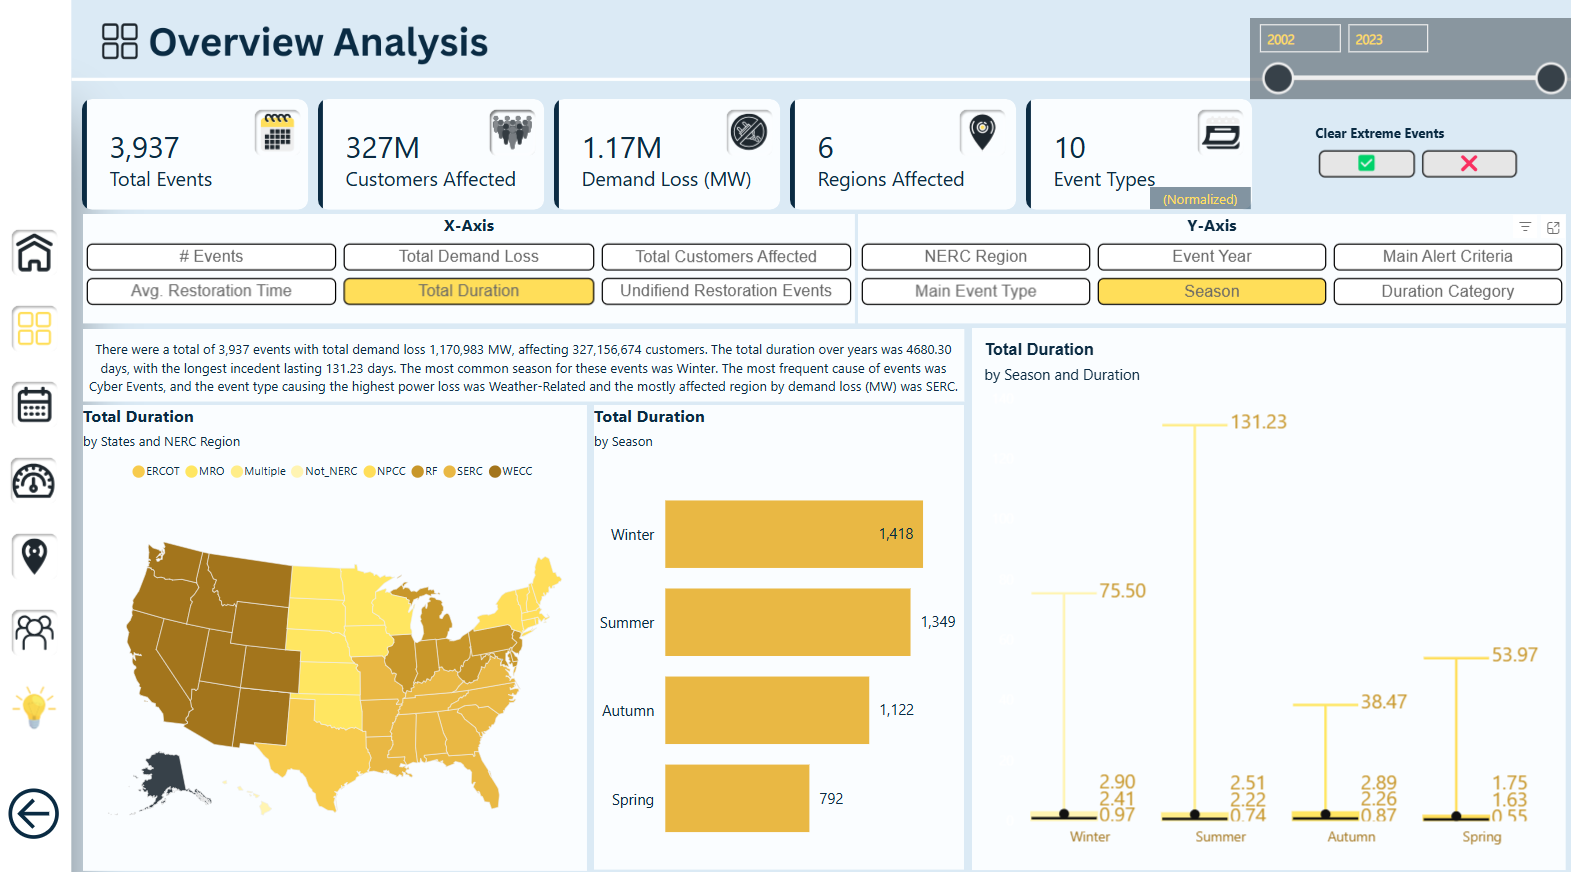 Overview Analysis
2002
2023
3,937
Total Events
327M
Customers Affected
1.17M
Demand Loss (MW)
6
Regions Affected
10
Event Types
(Normalized)
Clear Extreme Events
X-Axis
# Events
Total Demand Loss
Total Customers Affected
Avg. Restoration Time
Total Duration
Undifiend Restoration Events
Y-Axis
NERC Region
Event Year
Main Alert Criteria
Main Event Type
Season
Duration Category
There were a total of 3,937 events with total demand loss 1,170,983 MW, affecting 327,156,674 customers. The total duration over years was 4680.30
days, with the longest incedent lasting 131.23 days. The most common season for these events was Winter. The most frequent cause of events was
Cyber Events, and the event type causing the highest power loss was Weather-Related and the mostly affected region by demand loss (MW) was SERC.
Total Duration
by States and NERC Region
ERCOT MRO Multiple Not_NERC NPCC RF SERC WECC
Total Duration
by Season
Winter
1,418
Summer
1,349
Autumn
1,122
Spring
792
Total Duration
by Season and Duration
131.23
75.50
53.97
38.47
2.90
2.41
0.97
2.51
2.22
0.74
2.89
2.26
0.87
1.75
1.63
0.55
Winter
Summer
Autumn
Spring